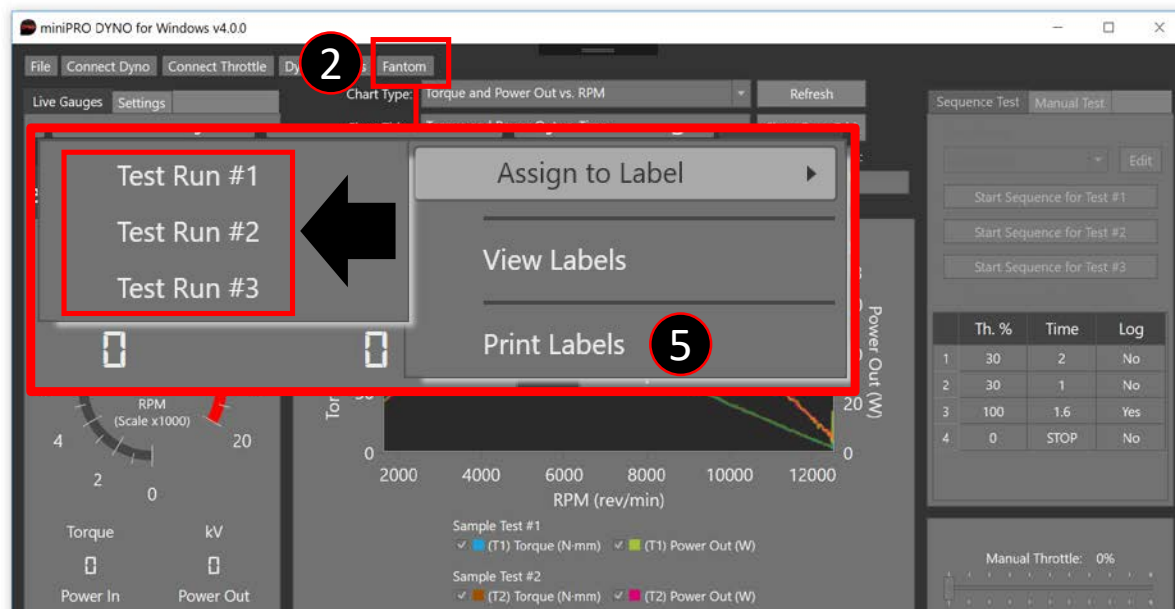 miniPRO DYNO for Windows v4.0.0
File Connect Dyno Connect Throttle Fantom
2
Live Gauges Settings
Chart Type: Torque and Power Out vs. RPM Refresh
Sequence Test Manual Test
Edit
Start Sequence for Test #1
Start Sequence for Test #2
Start Sequence for Test #3
Test Run #1
Test Run #2
Test Run #3
Assign to Label
View Labels
Print Labels 5
0 0
Power Out (W)
20
0
Th. % Time Log
1 30 2 No
2 30 1 No
3 100 1.6 Yes
4 0 STOP No
RPM
(Scale x1000)
4 20
2 0
0
2000 4000 6000 8000 10000 12000
RPM (rev/min)
Torque kV
0 0
Power In Power Out
Sample Test #1
(T1) Torque (N·mm) (T1) Power Out (W)
Sample Test #2
(T2) Torque (N·mm) (T2) Power Out (W)
Manual Throttle: 0%